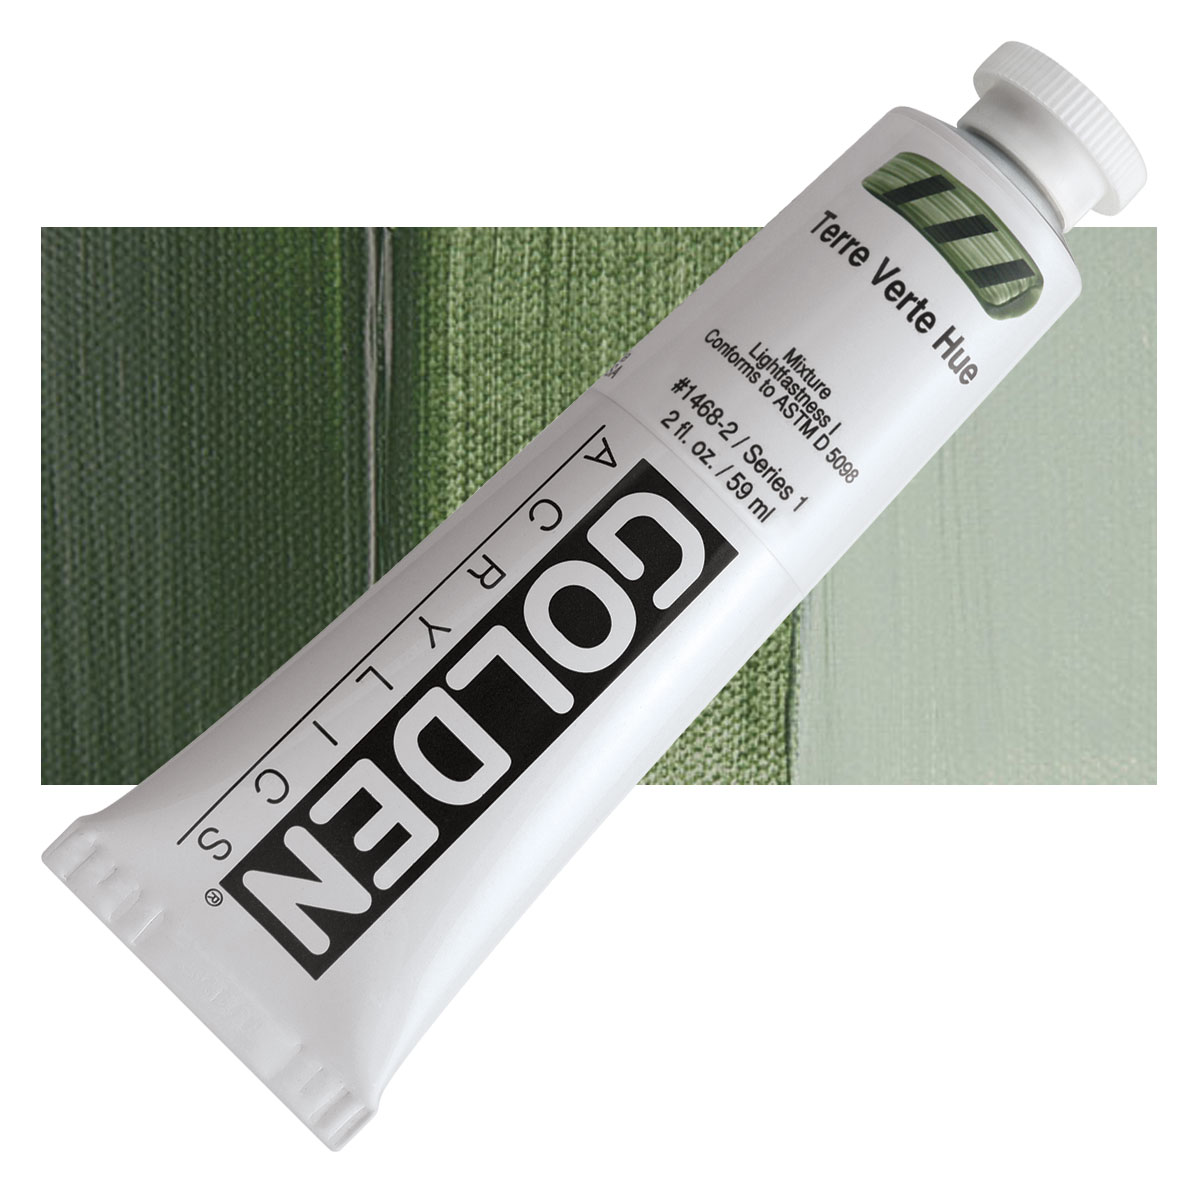 Terre Verte Hue
Mixture
Lightfastness I
Conforms to ASTM D 5098
#1468-2 / Series 1
2 fl. oz. / 59 ml
GOLDEN
ACRYLICS®